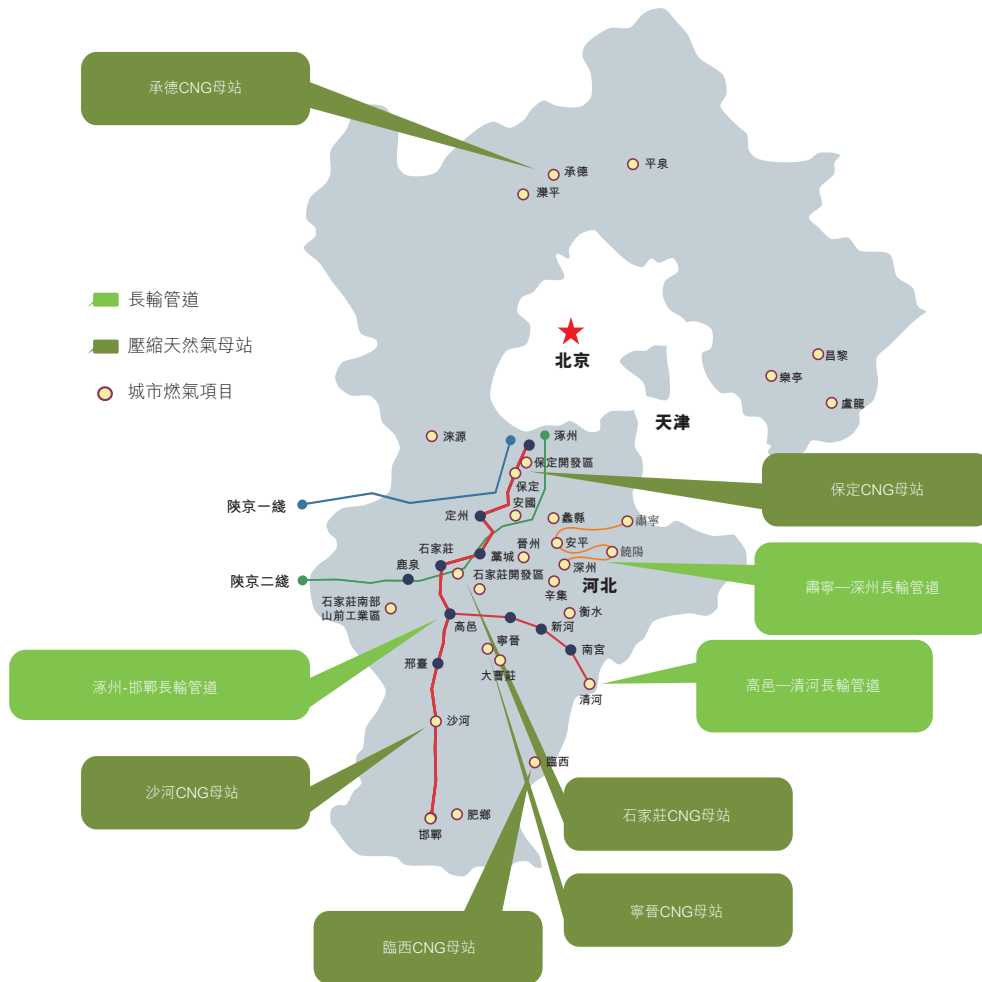 承德CNG母站
平泉
承德
灤平
長輸管道
壓縮天然氣母站
城市燃氣項目
北京
昌黎
樂亭
盧龍
天津
淶源
涿州
保定開發區
保定
保定CNG母站
安國
陝京一綫
定州
蠡縣
肅寧
石家莊
藁城
晉州
安平
饒陽
鹿泉
深州
陝京二綫
石家莊開發區
辛集
河北
肅寧—深州長輸管道
石家莊南部
山前工業區
衡水
高邑
新河
寧晉
南宮
邢臺
大曹莊
涿州-邯鄲長輸管道
清河
高邑—清河長輸管道
沙河
臨西
沙河CNG母站
肥鄉
邯鄲
石家莊CNG母站
寧晉CNG母站
臨西CNG母站